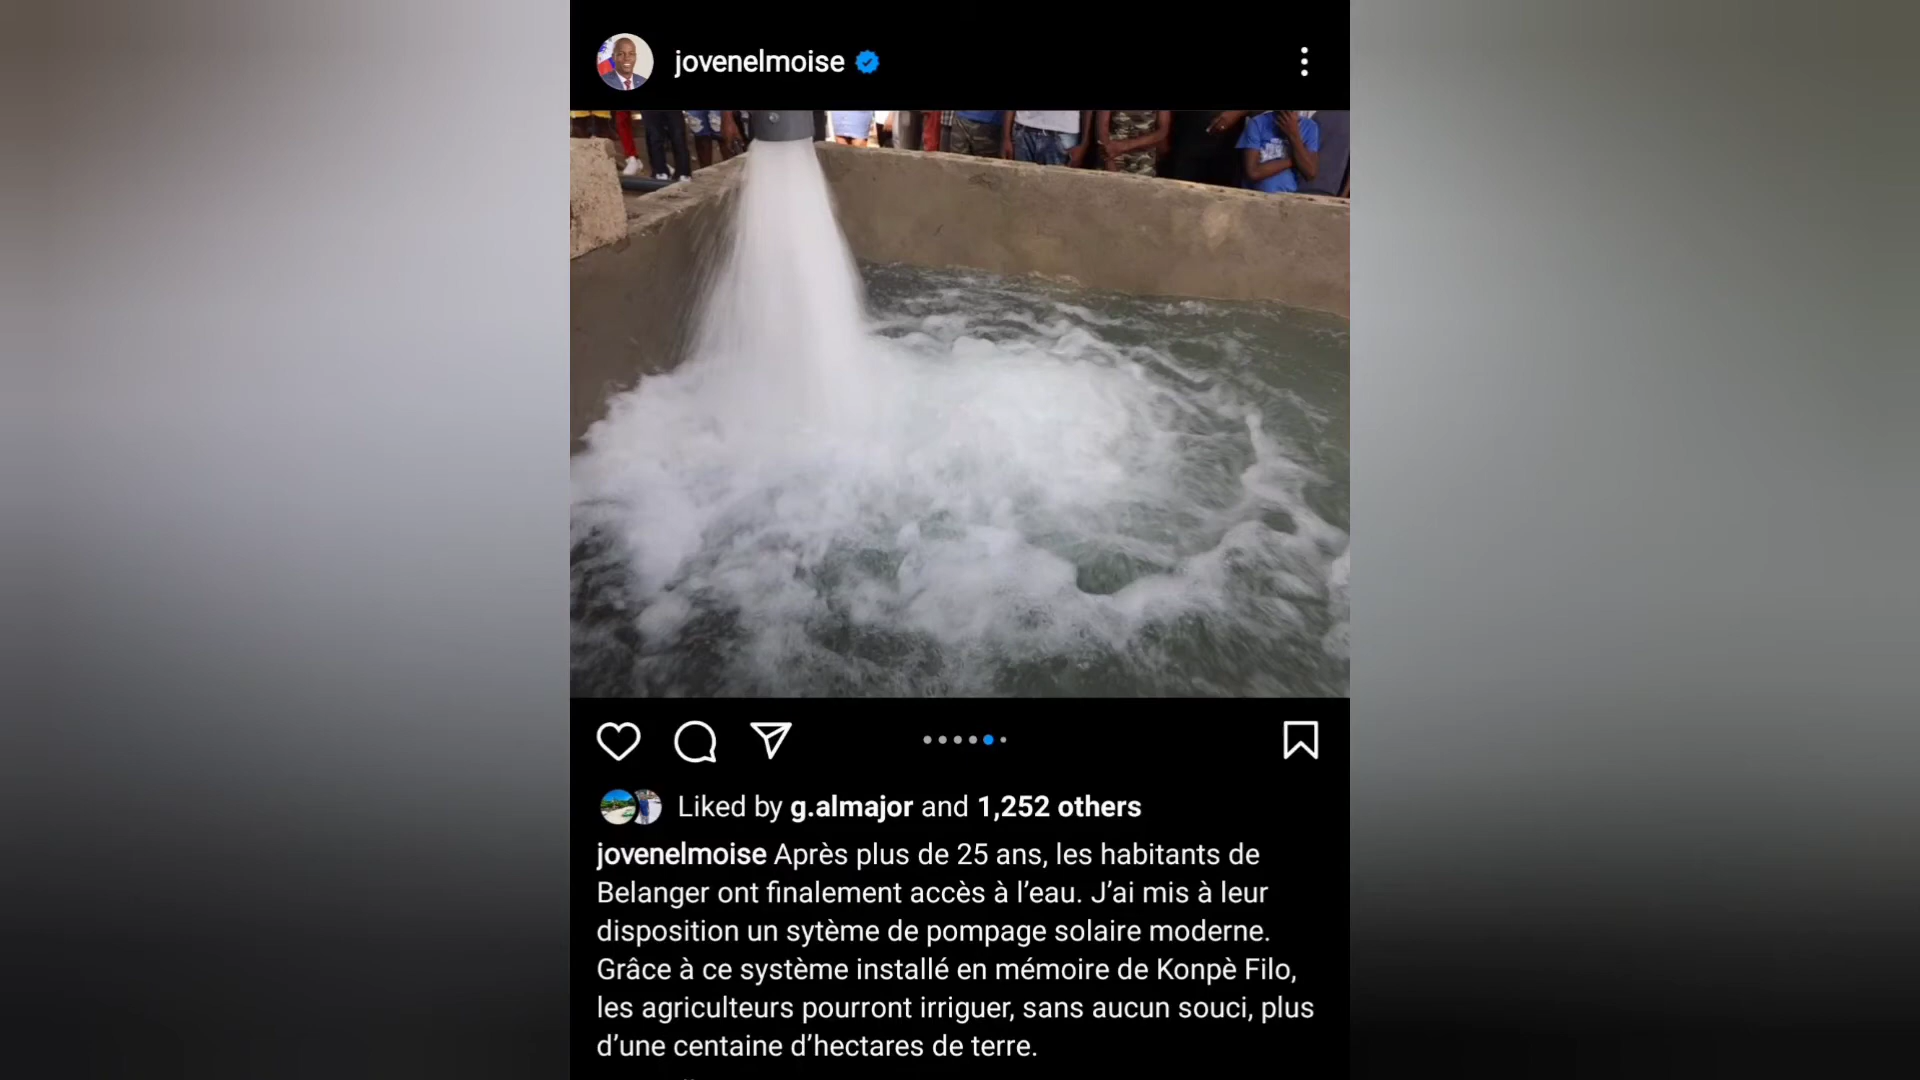 jovenelmoise
Liked by g.almajor and 1,252 others
jovenelmoise Après plus de 25 ans, les habitants de
Belanger ont finalement accès à l’eau. J’ai mis à leur
disposition un sytème de pompage solaire moderne.
Grâce à ce système installé en mémoire de Konpè Filo,
les agriculteurs pourront irriguer, sans aucun souci, plus
d’une centaine d’hectares de terre.